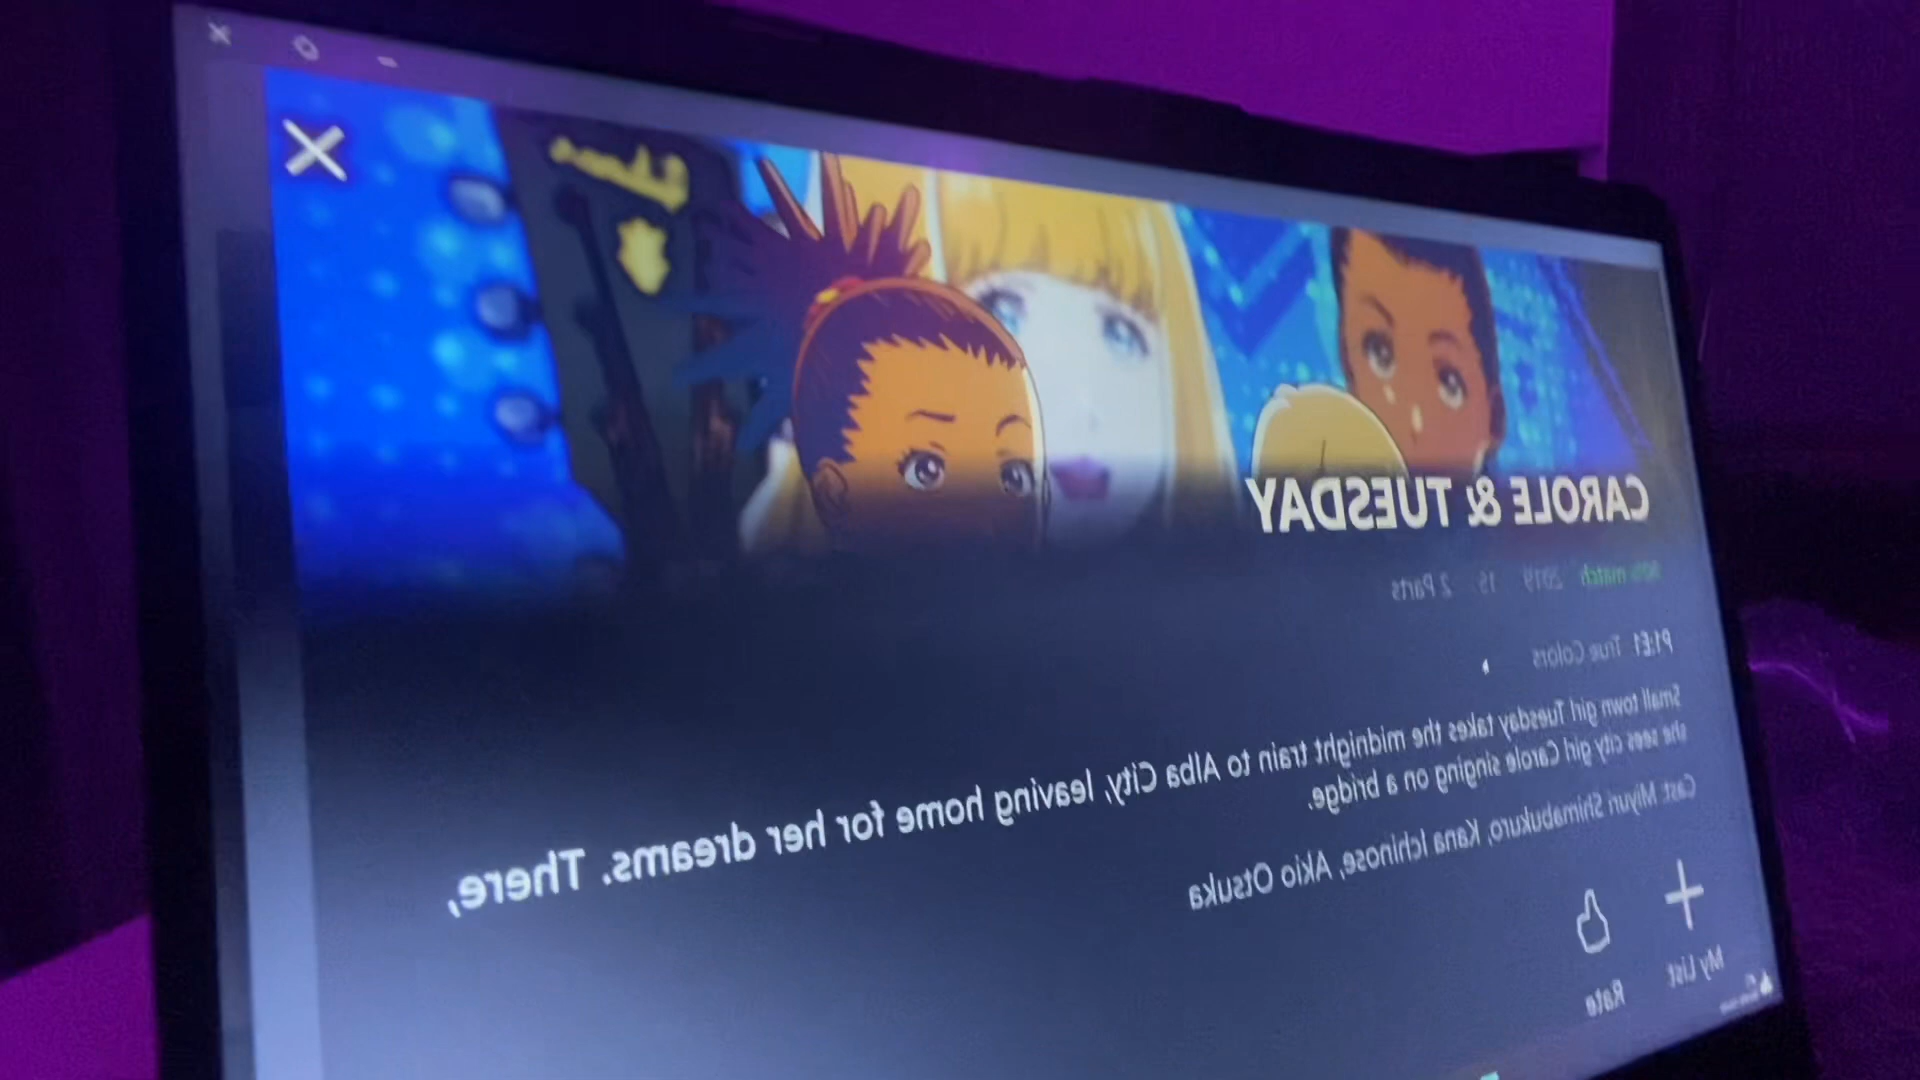 CAROLE & TUESDAY
match 2019 15 2 Parts
P1:E1 True Colors
Small town girl Tuesday takes the midnight train to Alba City, leaving home for her dreams. There,
she sees city girl Carole singing on a bridge.
Cast: Miyuri Shimabukuro, Kana Ichinose, Akio Otsuka
My List
Rate